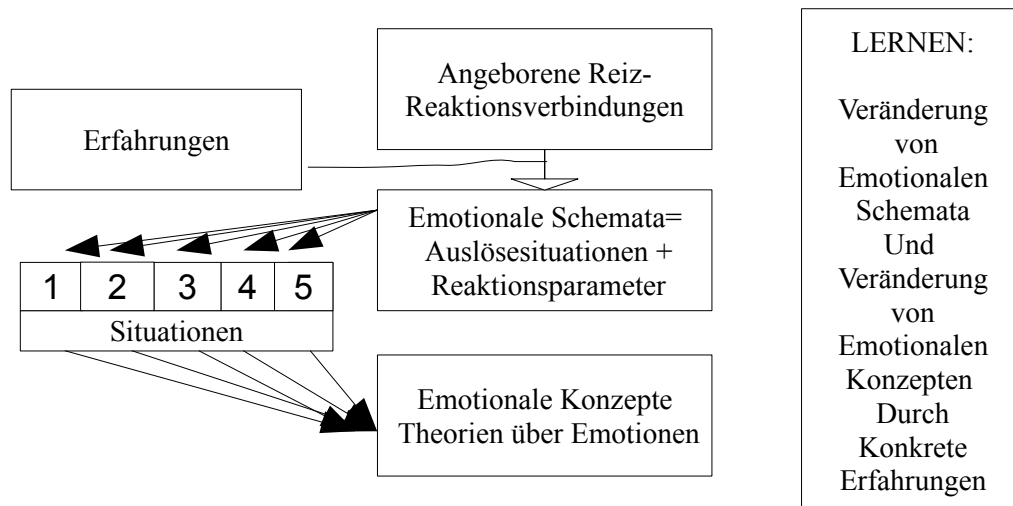 Angeborene Reiz-
Reaktionsverbindungen
Erfahrungen
Emotionale Schemata=
Auslösesituationen +
Reaktionsparameter
1 2 3 4 5
Situationen
Emotionale Konzepte
Theorien über Emotionen
LERNEN:
Veränderung
von
Emotionalen
Schemata
Und
Veränderung
von
Emotionalen
Konzepten
Durch
Konkrete
Erfahrungen